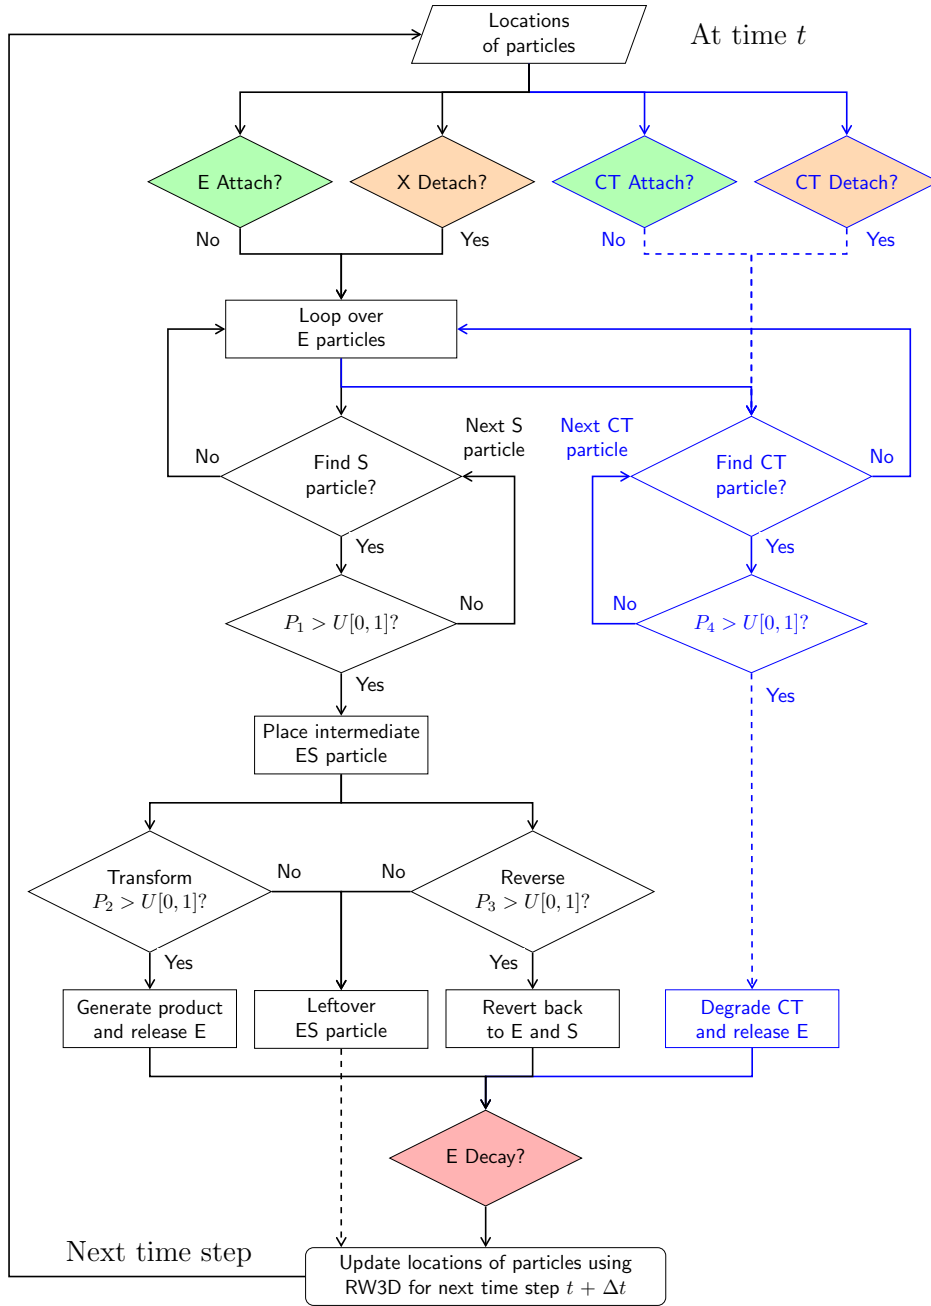 Locations
of particles
At time t
E Attach?
X Detach?
CT Attach?
CT Detach?
No
Yes
No
Yes
Loop over
E particles
Next S
particle
Next CT
particle
No
Find S
particle?
Find CT
particle?
No
Yes
Yes
P₁ > U[0, 1]?
No
No
P₄ > U[0, 1]?
Yes
Yes
Place intermediate
ES particle
Transform
P₂ > U[0, 1]?
No
No
Reverse
P₃ > U[0, 1]?
Yes
Yes
Generate product
and release E
Leftover
ES particle
Revert back
to E and S
Degrade CT
and release E
E Decay?
Next time step
Update locations of particles using
RW3D for next time step t + Δt